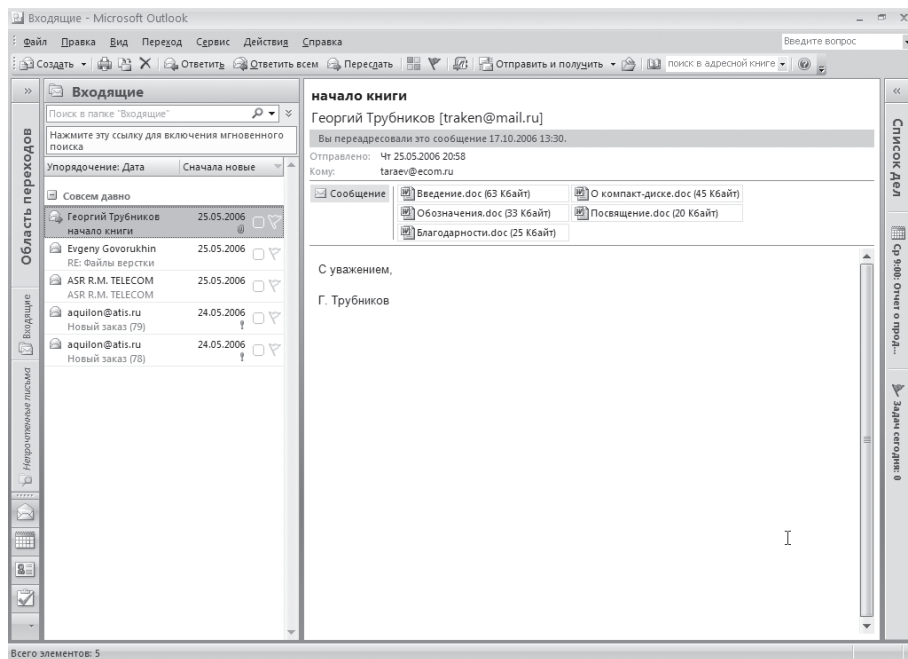 Входящие - Microsoft Outlook
Файл Правка Вид Переход Сервис Действия Справка
Введите вопрос
Создать Ответить Ответить всем Переслать Отправить и получить поиск в адресной книге
Область переходов
Входящие
Непрочтенные письма
Входящие
Поиск в папке "Входящие"
Нажмите эту ссылку для включения мгновенного
поиска
Упорядочение: Дата Сначала новые
Совсем давно
Георгий Трубников 25.05.2006
начало книги
Evgeny Govorukhin 25.05.2006
RE: Файлы верстки
ASR R.M. TELECOM 25.05.2006
ASR R.M. TELECOM
aquilon@atis.ru 24.05.2006
Новый заказ (79)
aquilon@atis.ru 24.05.2006
Новый заказ (78)
начало книги
Георгий Трубников [traken@mail.ru]
Вы переадресовали это сообщение 17.10.2006 13:30.
Отправлено: Чт 25.05.2006 20:58
Кому: taraev@ecom.ru
Сообщение Введение.doc (63 Кбайт) О компакт-диске.doc (45 Кбайт)
Обозначения.doc (33 Кбайт) Посвящение.doc (20 Кбайт)
Благодарности.doc (25 Кбайт)
С уважением,
Г. Трубников
Список дел
Ср 9:00: Отчет о прод...
Задач сегодня: 0
Всего элементов: 5